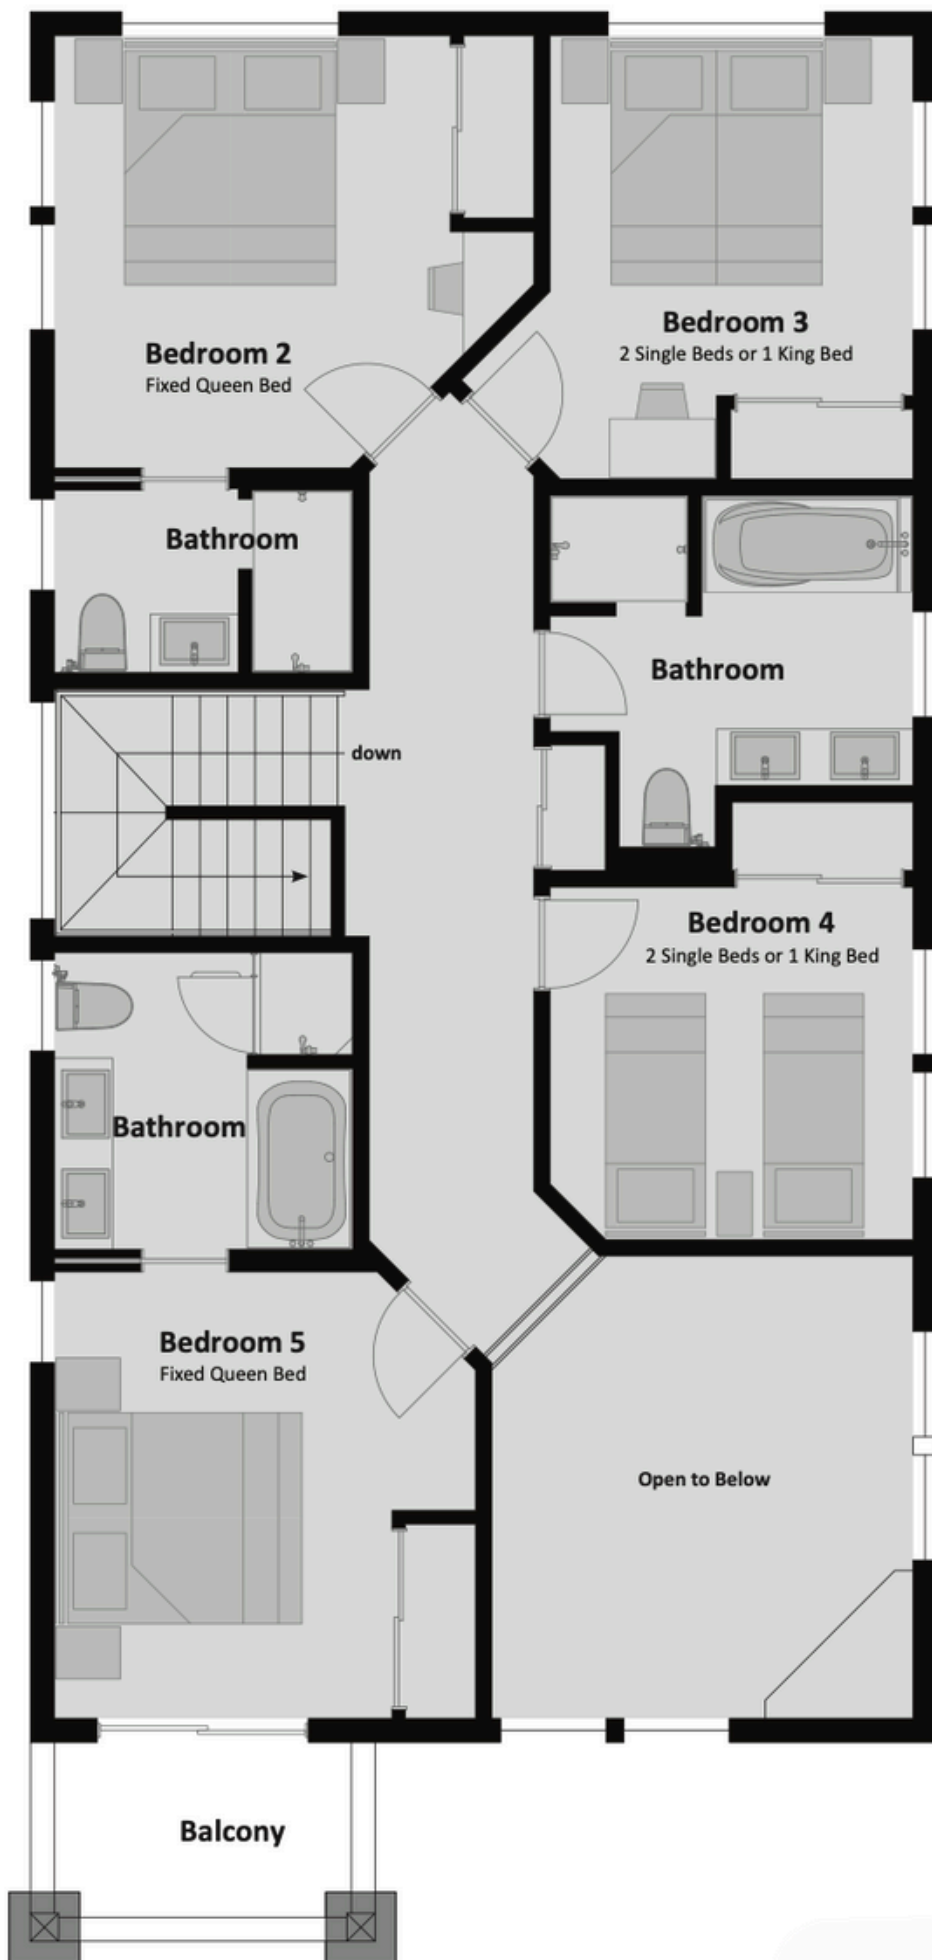 Bedroom 2
Fixed Queen Bed
Bedroom 3
2 Single Beds or 1 King Bed
Bathroom
Bathroom
down
Bedroom 4
2 Single Beds or 1 King Bed
Bathroom
Bedroom 5
Fixed Queen Bed
Open to Below
Balcony